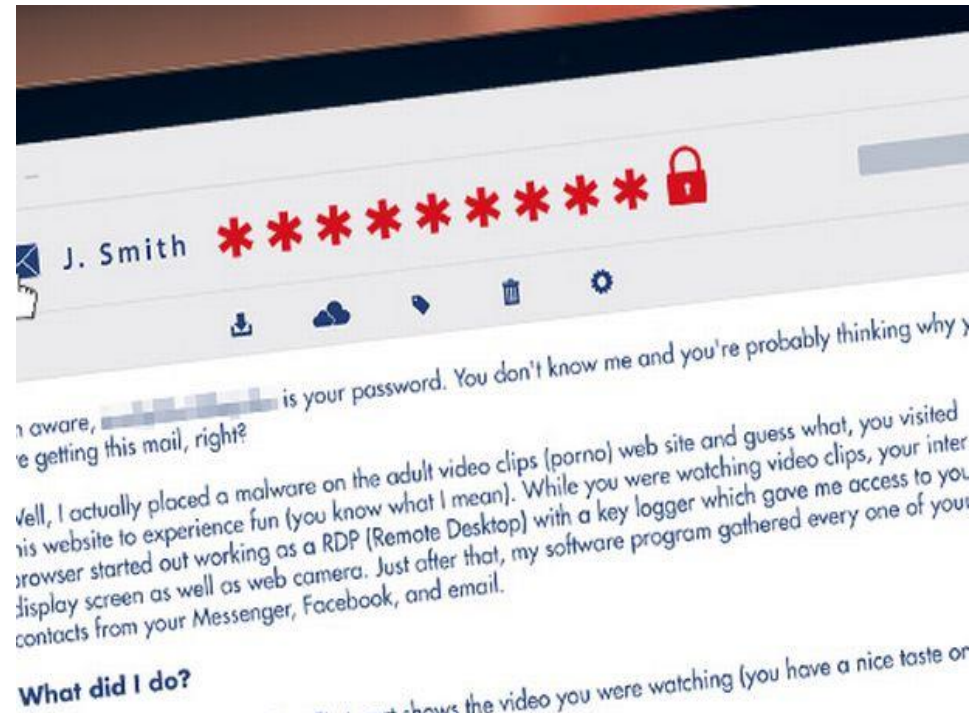 J. Smith *********
aware, is your password. You don't know me and you're probably thinking why
getting this mail, right?
I actually placed a malware on the adult video clips (porno) web site and guess what, you visited
website to experience fun (you know what I mean). While you were watching video clips, your inter
browser started out working as a RDP (Remote Desktop) with a key logger which gave me access to you
display screen as well as web camera. Just after that, my software program gathered every one of your
contacts from your Messenger, Facebook, and email.
What did I do?
shows the video you were watching (you have a nice taste